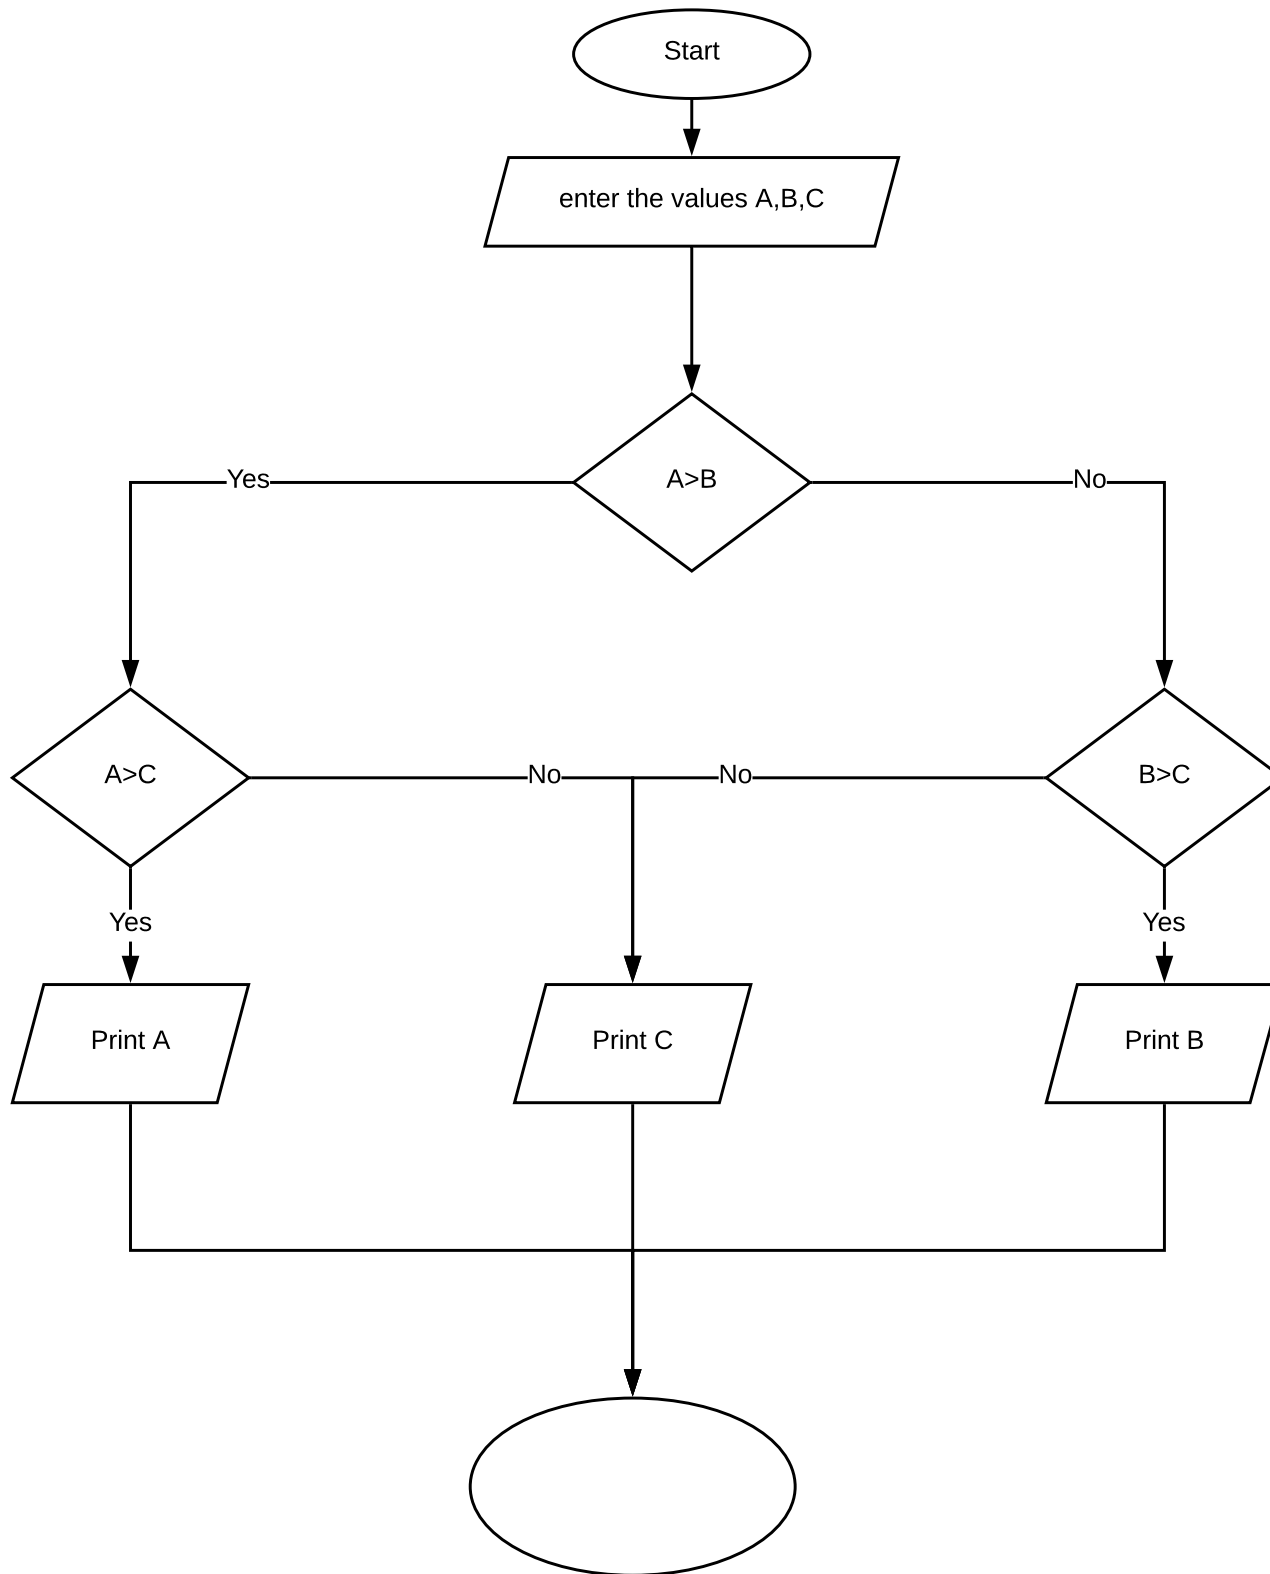 Start
enter the values A,B,C
A>B
Yes
No
A>C
No
No
B>C
Yes
Yes
Print A
Print C
Print B